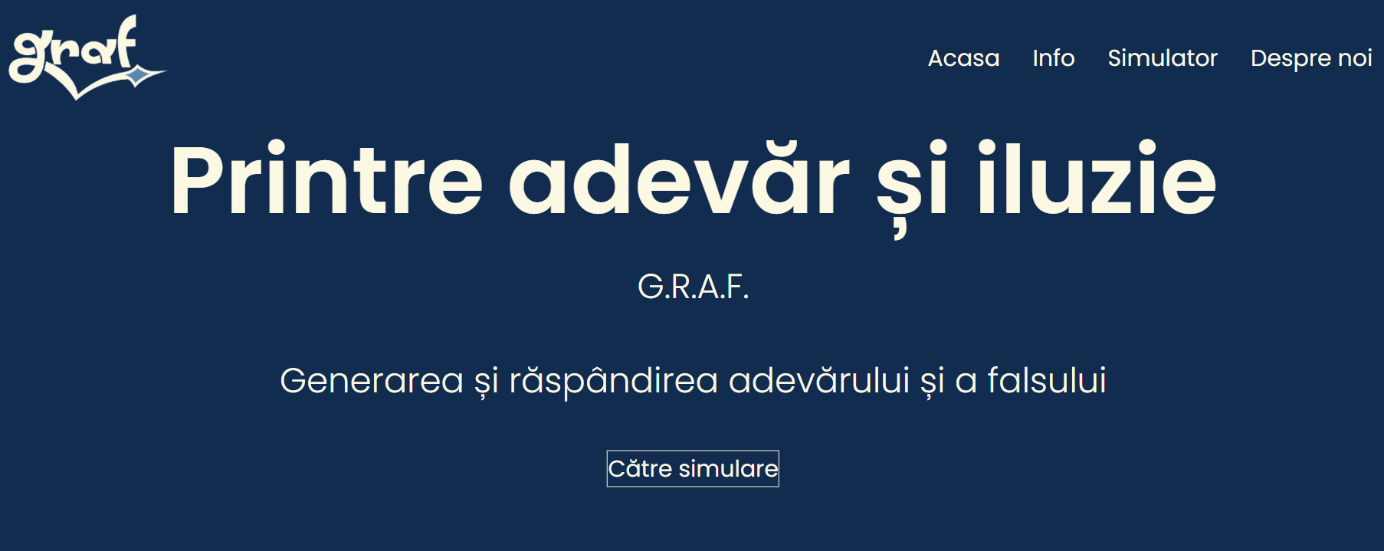 graf
Acasa Info Simulator Despre noi
Printre adevăr și iluzie
G.R.A.F.
Generarea și răspândirea adevărului și a falsului
Către simulare